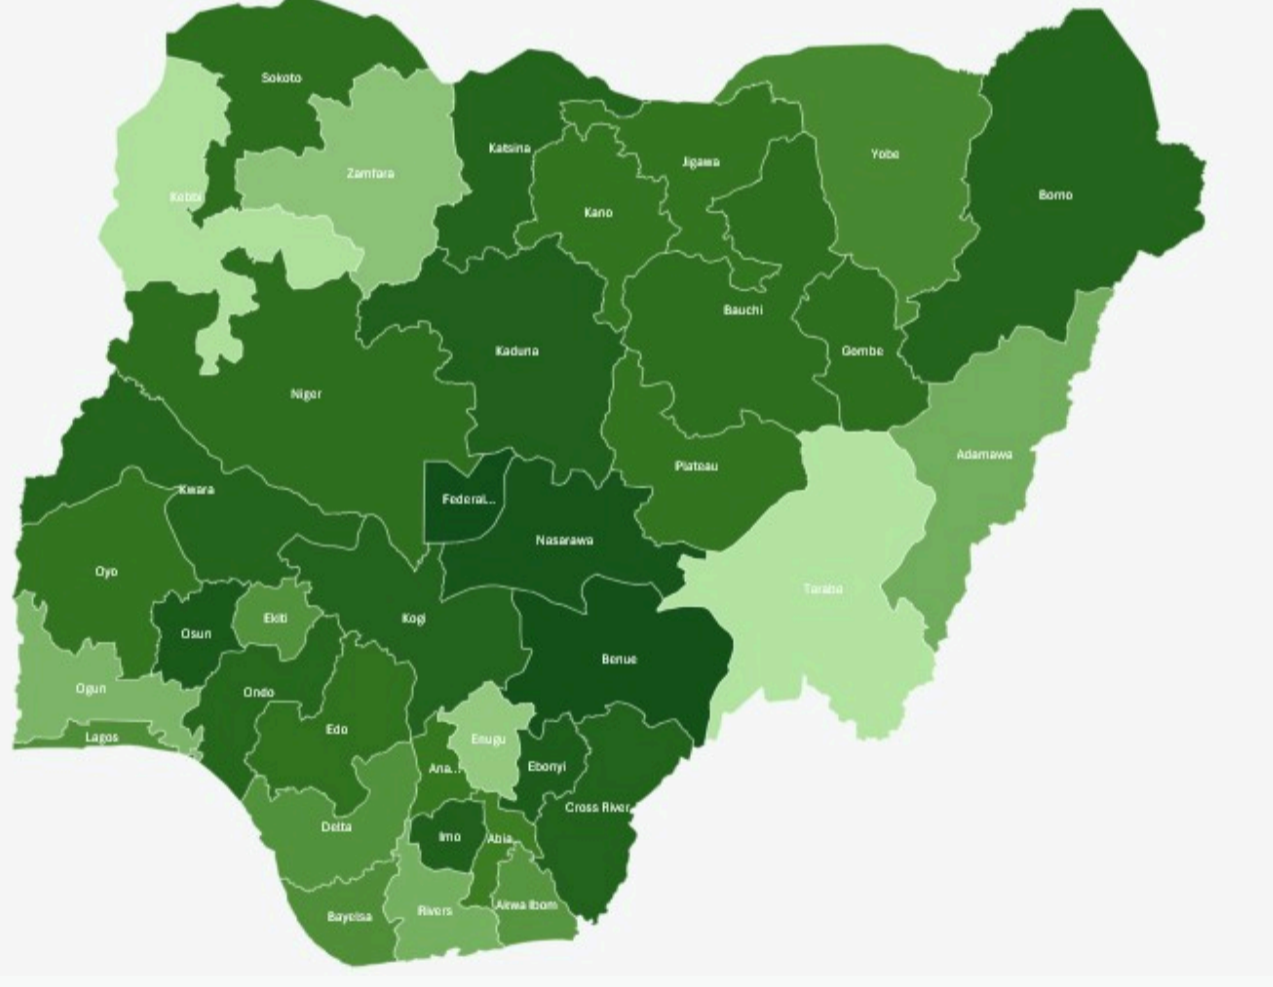 Sokoto
Katsina
Yobe
Jigawa
Zamfara
Kebbi
Borno
Kano
Bauchi
Kaduna
Gombe
Niger
Adamawa
Plateau
Kwara
Federal...
Nasarawa
Oyo
Taraba
Ekiti
Kogi
Osun
Benue
Ogun
Ondo
Edo
Lagos
Enugu
Ana...
Ebonyi
Cross River
Delta
Imo
Abia...
Akwa Ibom
Rivers
Bayelsa